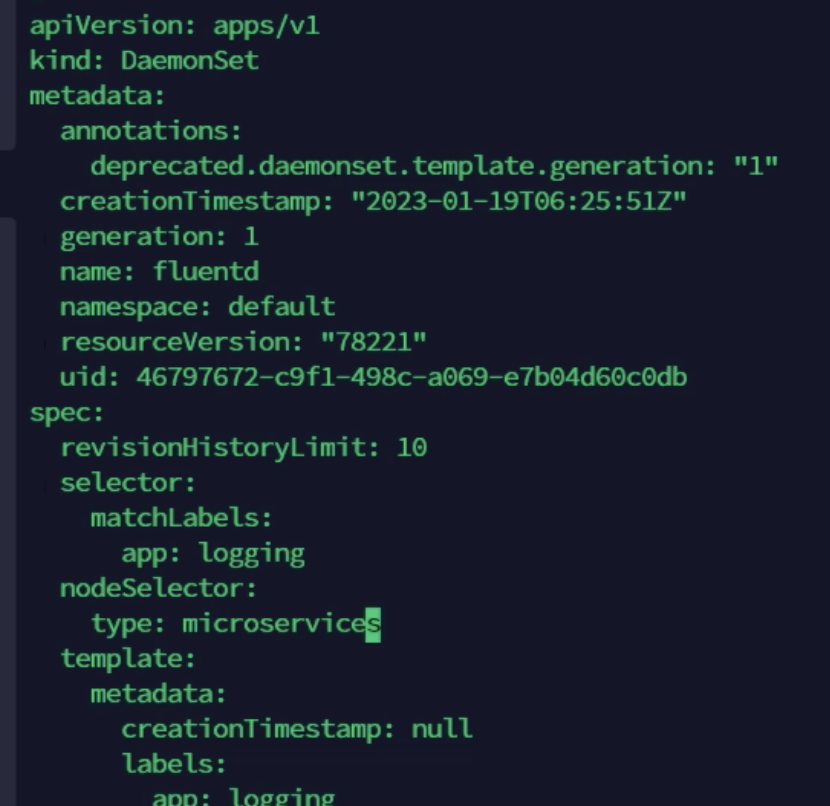 apiVersion: apps/v1
kind: DaemonSet
metadata:
  annotations:
    deprecated.daemonset.template.generation: "1"
  creationTimestamp: "2023-01-19T06:25:51Z"
  generation: 1
  name: fluentd
  namespace: default
  resourceVersion: "78221"
  uid: 46797672-c9f1-498c-a069-e7b04d60c0db
spec:
  revisionHistoryLimit: 10
  selector:
    matchLabels:
      app: logging
  nodeSelector:
    type: microservices
  template:
    metadata:
      creationTimestamp: null
      labels:
        app: logging